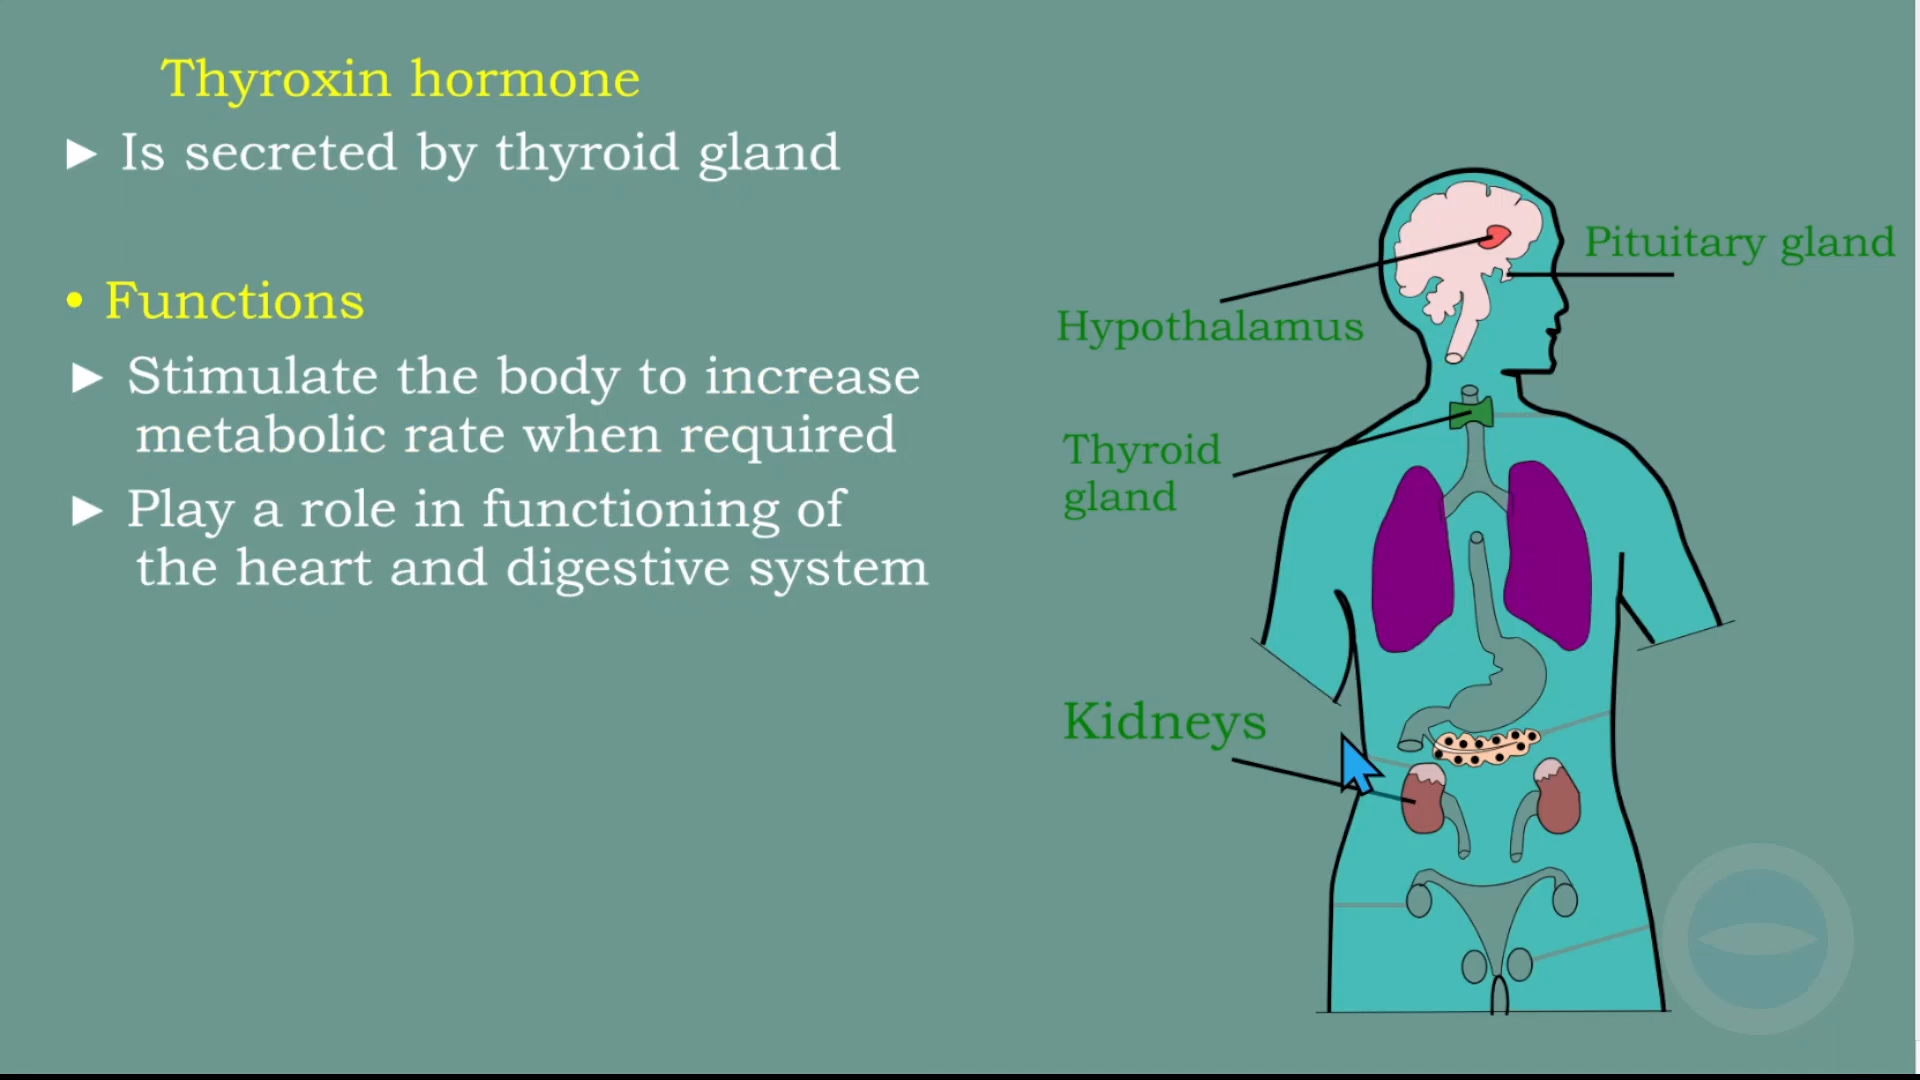 Thyroxin hormone
► Is secreted by thyroid gland
• Functions
► Stimulate the body to increase
metabolic rate when required
► Play a role in functioning of
the heart and digestive system
Pituitary gland
Hypothalamus
Thyroid
gland
Kidneys